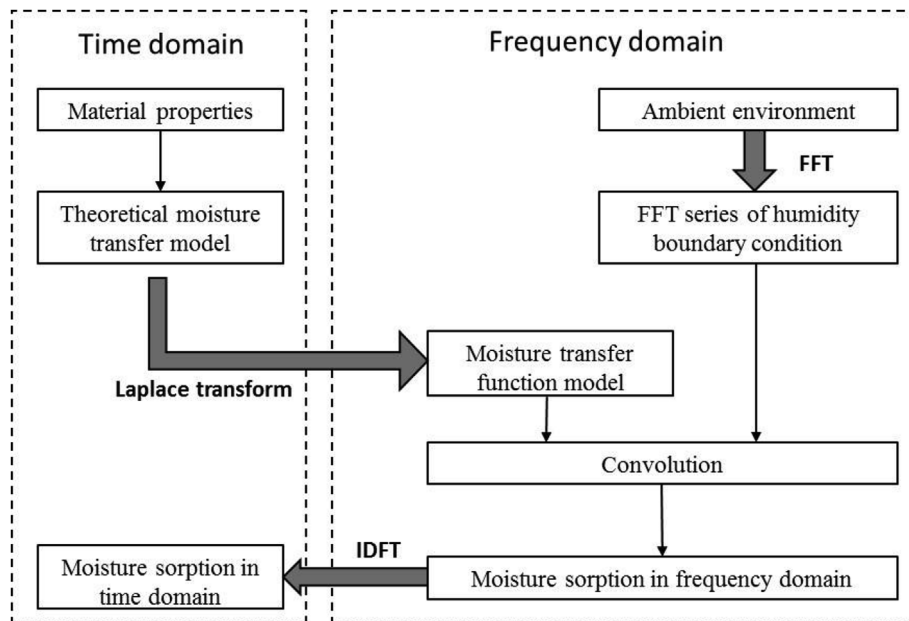 Time domain
Frequency domain
Material properties
Ambient environment
FFT
Theoretical moisture
transfer model
FFT series of humidity
boundary condition
Laplace transform
Moisture transfer
function model
Convolution
IDFT
Moisture sorption in
time domain
Moisture sorption in frequency domain